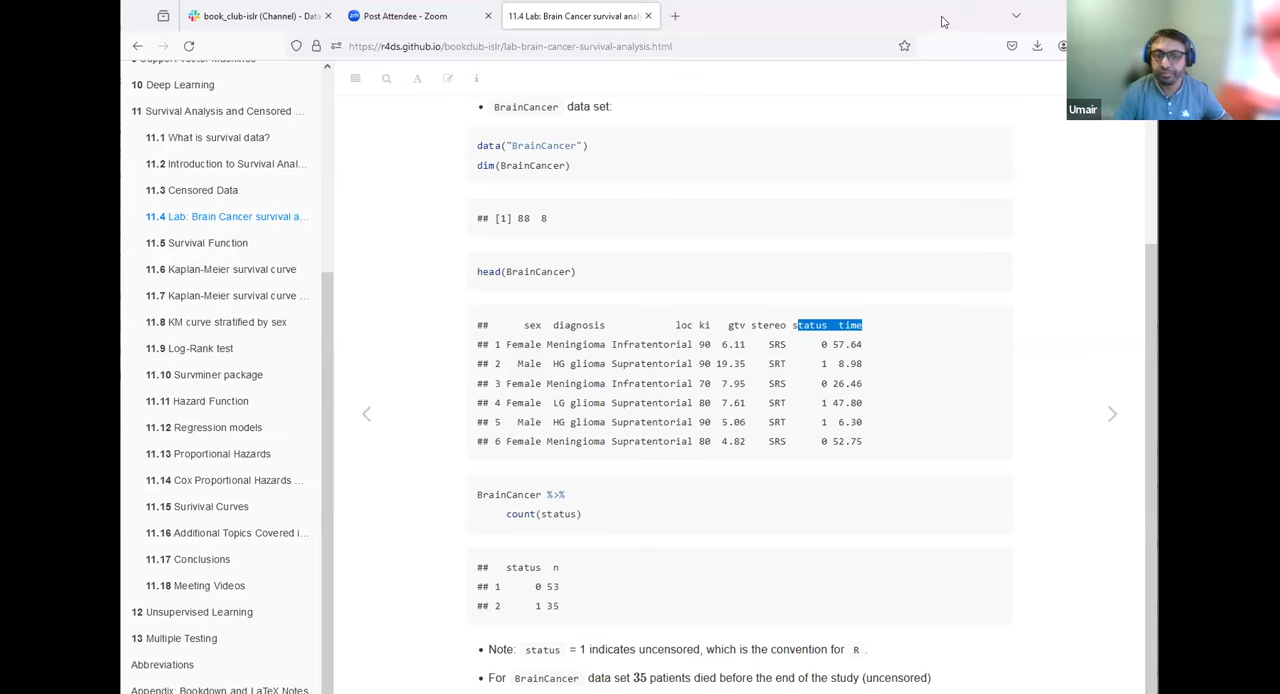 book_club-islr (Channel) - Data
Post Attendee - Zoom
11.4 Lab: Brain Cancer survival anal
https://r4ds.github.io/bookclub-islr/lab-brain-cancer-survival-analysis.html
Umair
10 Deep Learning
11 Survival Analysis and Censored ...
11.1 What is survival data?
11.2 Introduction to Survival Anal...
11.3 Censored Data
11.4 Lab: Brain Cancer survival a...
11.5 Survival Function
11.6 Kaplan-Meier survival curve
11.7 Kaplan-Meier survival curve ...
11.8 KM curve stratified by sex
11.9 Log-Rank test
11.10 Survminer package
11.11 Hazard Function
11.12 Regression models
11.13 Proportional Hazards
11.14 Cox Proportional Hazards ...
11.15 Surivival Curves
11.16 Additional Topics Covered i...
11.17 Conclusions
11.18 Meeting Videos
12 Unsupervised Learning
13 Multiple Testing
Abbreviations
Appendix: Bookdown and LaTeX Notes
• BrainCancer data set:
data("BrainCancer")
dim(BrainCancer)
## [1] 88 8
head(BrainCancer)
## sex diagnosis loc ki gtv stereo status time
## 1 Female Meningioma Infratentorial 90 6.11 SRS 0 57.64
## 2 Male HG glioma Supratentorial 90 19.35 SRT 1 8.98
## 3 Female Meningioma Infratentorial 70 7.95 SRS 0 26.46
## 4 Female LG glioma Supratentorial 80 7.61 SRT 1 47.80
## 5 Male HG glioma Supratentorial 90 5.06 SRT 1 6.30
## 6 Female Meningioma Supratentorial 80 4.82 SRS 0 52.75
BrainCancer %>%
count(status)
## status n
## 1 0 53
## 2 1 35
• Note: status = 1 indicates uncensored, which is the convention for R .
• For BrainCancer data set 35 patients died before the end of the study (uncensored)